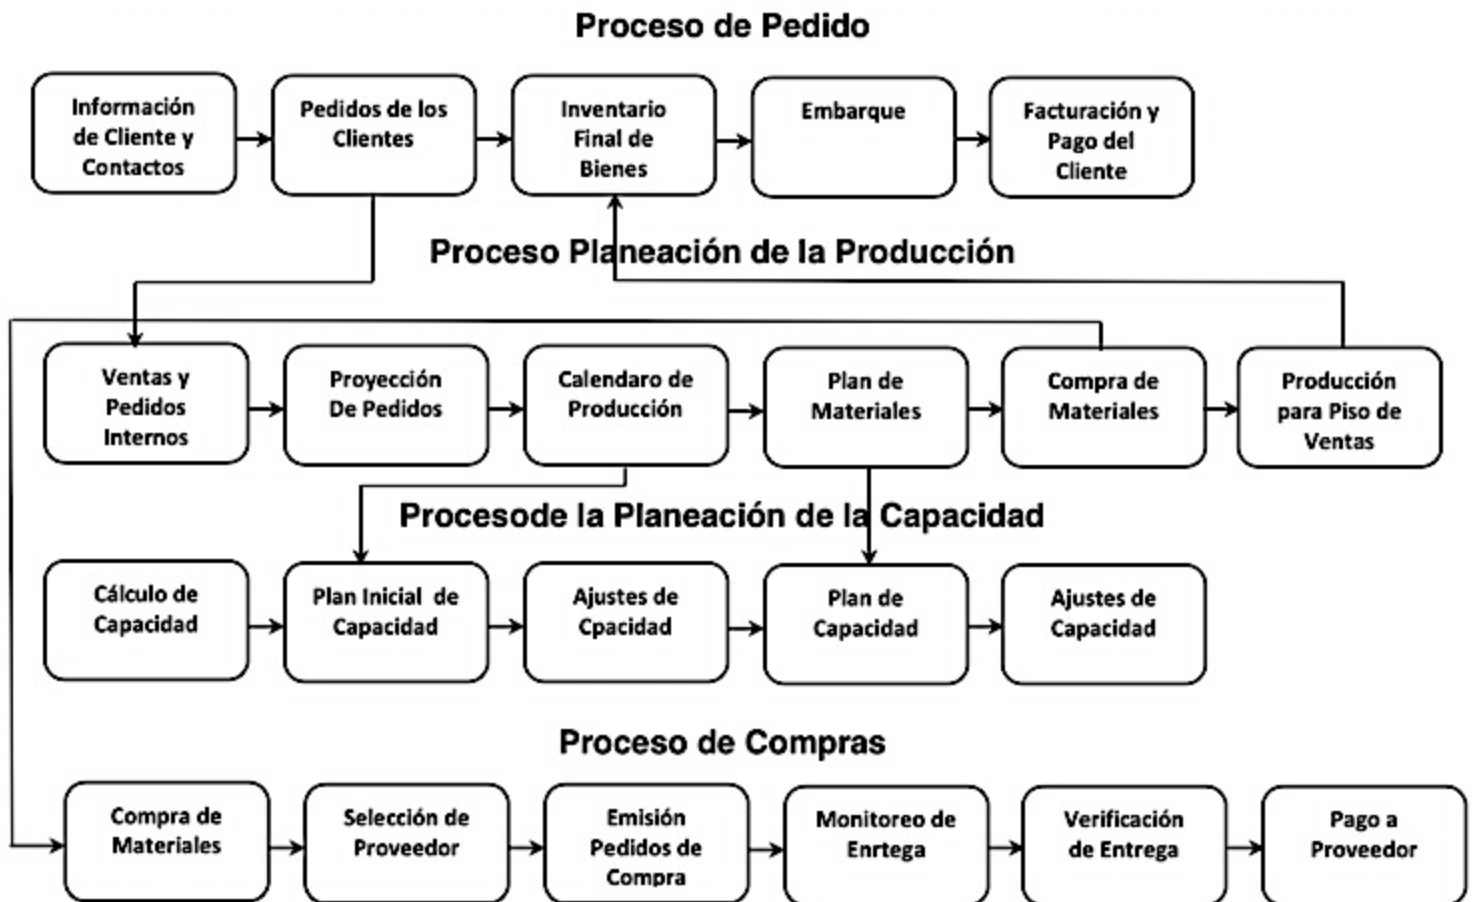 Proceso de Pedido
Información
de Cliente y
Contactos
Pedidos de los
Clientes
Inventario
Final de
Bienes
Embarque
Facturación y
Pago del
Cliente
Proceso Planeación de la Producción
Ventas y
Pedidos
Internos
Proyección
De Pedidos
Calendaro de
Producción
Plan de
Materiales
Compra de
Materiales
Producción
para Piso de
Ventas
Procesode la Planeación de la Capacidad
Cálculo de
Capacidad
Plan Inicial de
Capacidad
Ajustes de
Cpacidad
Plan de
Capacidad
Ajustes de
Capacidad
Proceso de Compras
Compra de
Materiales
Selección de
Proveedor
Emisión
Pedidos de
Compra
Monitoreo de
Enrtega
Verificación
de Entrega
Pago a
Proveedor